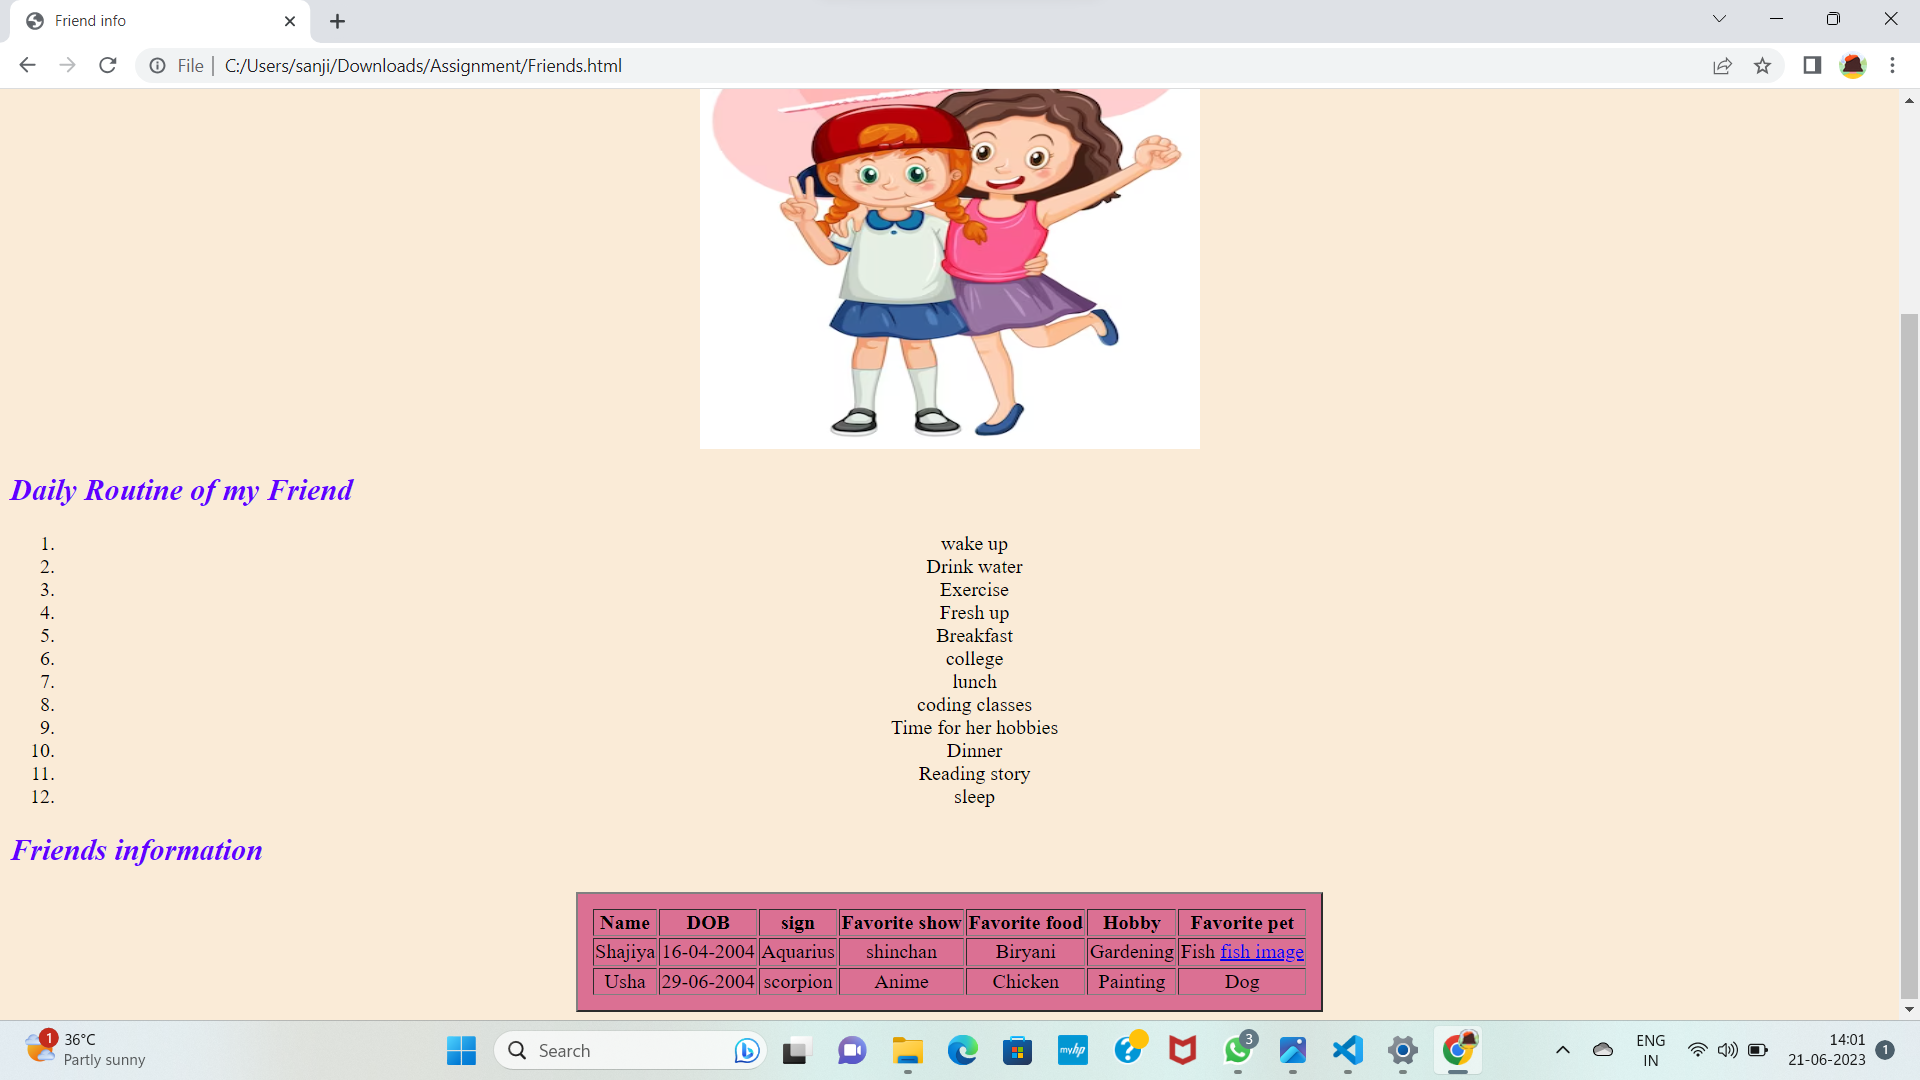 Friend info
File | C:/Users/sanji/Downloads/Assignment/Friends.html
Daily Routine of my Friend
1. wake up
2. Drink water
3. Exercise
4. Fresh up
5. Breakfast
6. college
7. lunch
8. coding classes
9. Time for her hobbies
10. Dinner
11. Reading story
12. sleep
Friends information
Name DOB sign Favorite show Favorite food Hobby Favorite pet
Shajiya 16-04-2004 Aquarius shinchan Biryani Gardening Fish fish image
Usha 29-06-2004 scorpion Anime Chicken Painting Dog
1 36°C
Partly sunny
Search
myhp
?
3
ENG
IN
14:01
21-06-2023
1